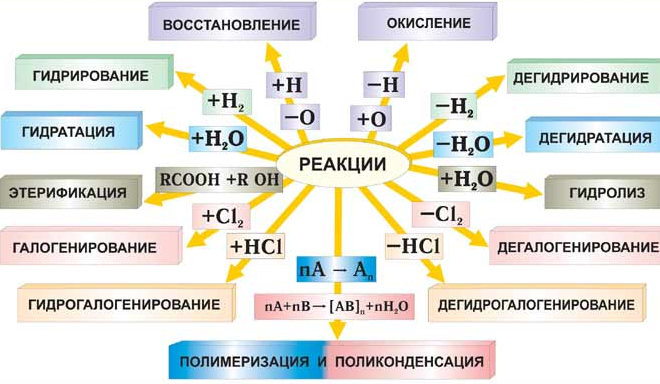 ВОССТАНОВЛЕНИЕ
ОКИСЛЕНИЕ
ГИДРИРОВАНИЕ
ДЕГИДРИРОВАНИЕ
+H
–O
–H
+O
+H₂
–H₂
ГИДРАТАЦИЯ
+H₂O
–H₂O
ДЕГИДРАТАЦИЯ
РЕАКЦИИ
ЭТЕРИФИКАЦИЯ
RCOOH +R OH
+H₂O
ГИДРОЛИЗ
+Cl₂
–Cl₂
ГАЛОГЕНИРОВАНИЕ
ДЕГАЛОГЕНИРОВАНИЕ
+HCl
–HCl
nA → Aₙ
ГИДРОГАЛОГЕНИРОВАНИЕ
nA+nB→[AB]ₙ+nH₂O
ДЕГИДРОГАЛОГЕНИРОВАНИЕ
ПОЛИМЕРИЗАЦИЯ И ПОЛИКОНДЕНСАЦИЯ